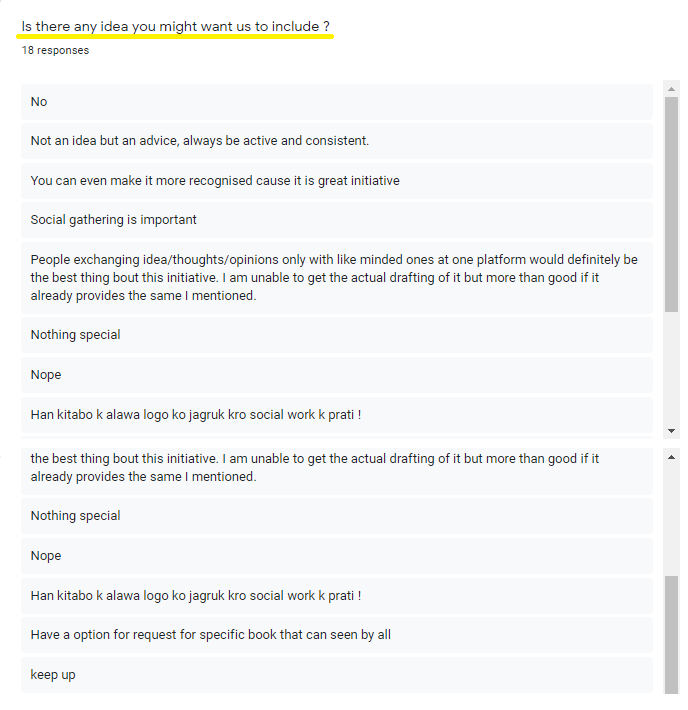 Is there any idea you might want us to include ?
18 responses
No
Not an idea but an advice, always be active and consistent.
You can even make it more recognised cause it is great initiative
Social gathering is important
People exchanging idea/thoughts/opinions only with like minded ones at one platform would definitely be
the best thing bout this initiative. I am unable to get the actual drafting of it but more than good if it
already provides the same I mentioned.
Nothing special
Nope
Han kitabo k alawa logo ko jagruk kro social work k prati !
the best thing bout this initiative. I am unable to get the actual drafting of it but more than good if it
already provides the same I mentioned.
Nothing special
Nope
Han kitabo k alawa logo ko jagruk kro social work k prati !
Have a option for request for specific book that can seen by all
keep up